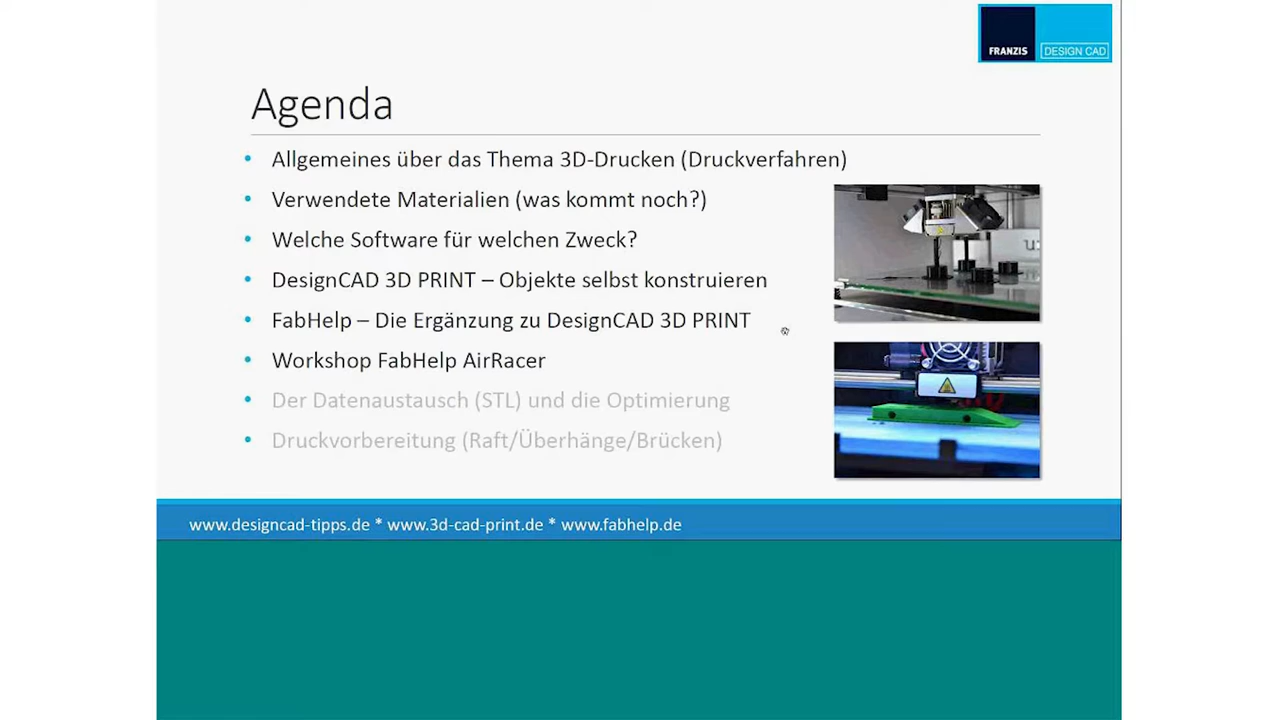 FRANZIS
DESIGN CAD
Agenda
• Allgemeines über das Thema 3D-Drucken (Druckverfahren)
• Verwendete Materialien (was kommt noch?)
• Welche Software für welchen Zweck?
• DesignCAD 3D PRINT – Objekte selbst konstruieren
• FabHelp – Die Ergänzung zu DesignCAD 3D PRINT
• Workshop FabHelp AirRacer
• Der Datenaustausch (STL) und die Optimierung
• Druckvorbereitung (Raft/Überhänge/Brücken)
www.designcad-tipps.de * www.3d-cad-print.de * www.fabhelp.de